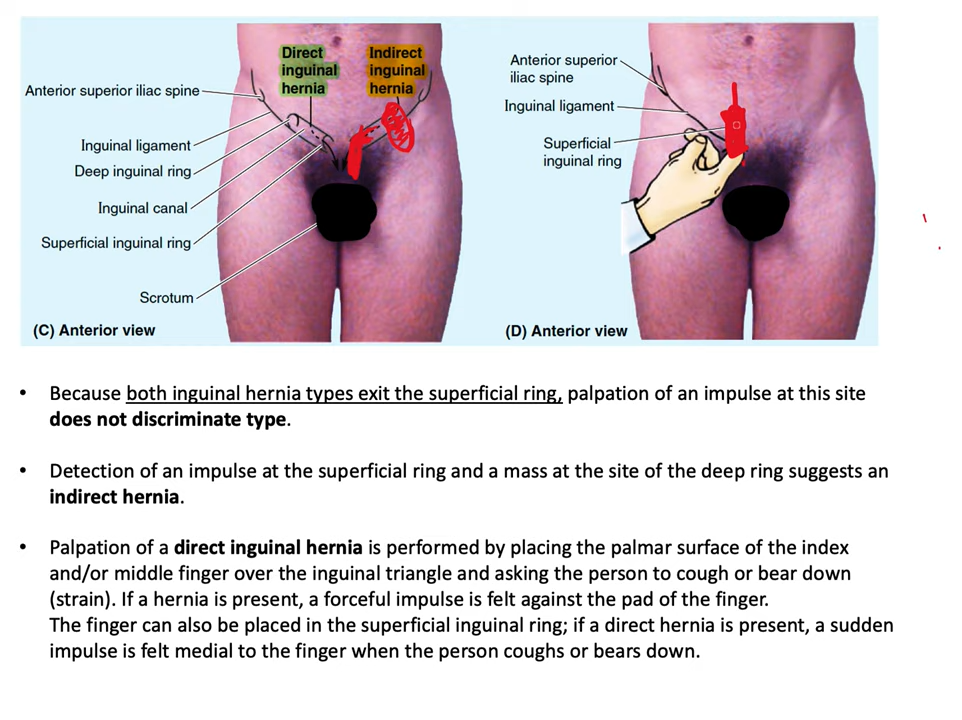 Direct
inguinal
hernia
Indirect
inguinal
hernia
Anterior superior iliac spine
Inguinal ligament
Deep inguinal ring
Inguinal canal
Superficial inguinal ring
Scrotum
(C) Anterior view
Anterior superior
iliac spine
Inguinal ligament
Superficial
inguinal ring
(D) Anterior view
• Because both inguinal hernia types exit the superficial ring, palpation of an impulse at this site
does not discriminate type.
• Detection of an impulse at the superficial ring and a mass at the site of the deep ring suggests an
indirect hernia.
• Palpation of a direct inguinal hernia is performed by placing the palmar surface of the index
and/or middle finger over the inguinal triangle and asking the person to cough or bear down
(strain). If a hernia is present, a forceful impulse is felt against the pad of the finger.
The finger can also be placed in the superficial inguinal ring; if a direct hernia is present, a sudden
impulse is felt medial to the finger when the person coughs or bears down.